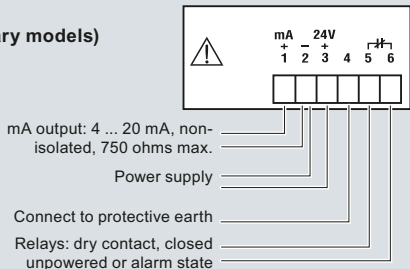 ary models)
mA 24V
+ – +
1 2 3 4 5 6
mA output: 4 ... 20 mA, non-
isolated, 750 ohms max.
Power supply
Connect to protective earth
Relays: dry contact, closed
unpowered or alarm state